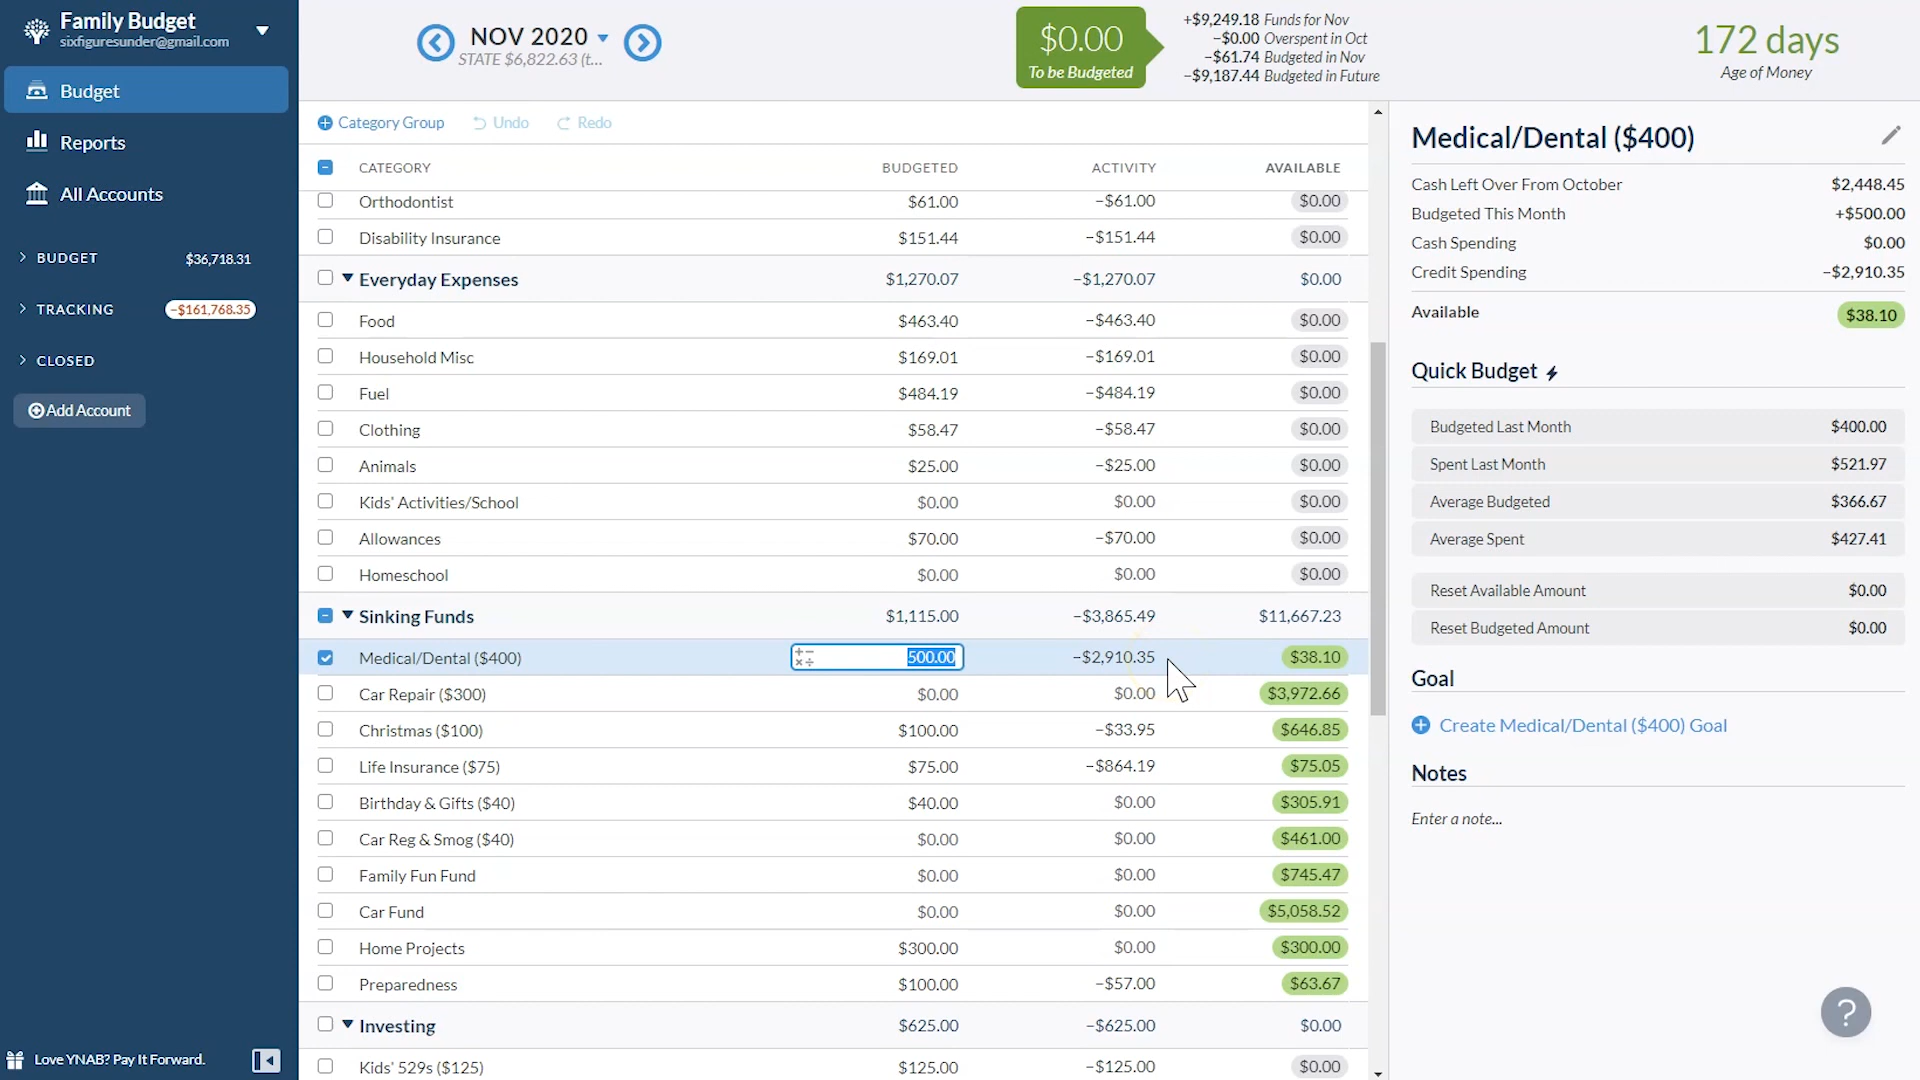 Family Budget
sixfiguresunder@gmail.com
Budget
Reports
All Accounts
BUDGET $36,718.31
TRACKING −$161,768.35
CLOSED
Add Account
Love YNAB? Pay It Forward.
NOV 2020
STATE $6,822.63 (t...
$0.00
To be Budgeted
+$9,249.18 Funds for Nov
−$0.00 Overspent in Oct
−$61.74 Budgeted in Nov
−$9,187.44 Budgeted in Future
172 days
Age of Money
Category Group Undo Redo
CATEGORY BUDGETED ACTIVITY AVAILABLE
Orthodontist $61.00 −$61.00 $0.00
Disability Insurance $151.44 −$151.44 $0.00
Everyday Expenses $1,270.07 −$1,270.07 $0.00
Food $463.40 −$463.40 $0.00
Household Misc $169.01 −$169.01 $0.00
Fuel $484.19 −$484.19 $0.00
Clothing $58.47 −$58.47 $0.00
Animals $25.00 −$25.00 $0.00
Kids' Activities/School $0.00 $0.00 $0.00
Allowances $70.00 −$70.00 $0.00
Homeschool $0.00 $0.00 $0.00
Sinking Funds $1,115.00 −$3,865.49 $11,667.23
Medical/Dental ($400) 500.00 −$2,910.35 $38.10
Car Repair ($300) $0.00 $0.00 $3,972.66
Christmas ($100) $100.00 −$33.95 $646.85
Life Insurance ($75) $75.00 −$864.19 $75.05
Birthday & Gifts ($40) $40.00 $0.00 $305.91
Car Reg & Smog ($40) $0.00 $0.00 $461.00
Family Fun Fund $0.00 $0.00 $745.47
Car Fund $0.00 $0.00 $5,058.52
Home Projects $300.00 $0.00 $300.00
Preparedness $100.00 −$57.00 $63.67
Investing $625.00 −$625.00 $0.00
Kids' 529s ($125) $125.00 −$125.00 $0.00
Medical/Dental ($400)
Cash Left Over From October $2,448.45
Budgeted This Month +$500.00
Cash Spending $0.00
Credit Spending −$2,910.35
Available $38.10
Quick Budget
Budgeted Last Month $400.00
Spent Last Month $521.97
Average Budgeted $366.67
Average Spent $427.41
Reset Available Amount $0.00
Reset Budgeted Amount $0.00
Goal
Create Medical/Dental ($400) Goal
Notes
Enter a note...
?